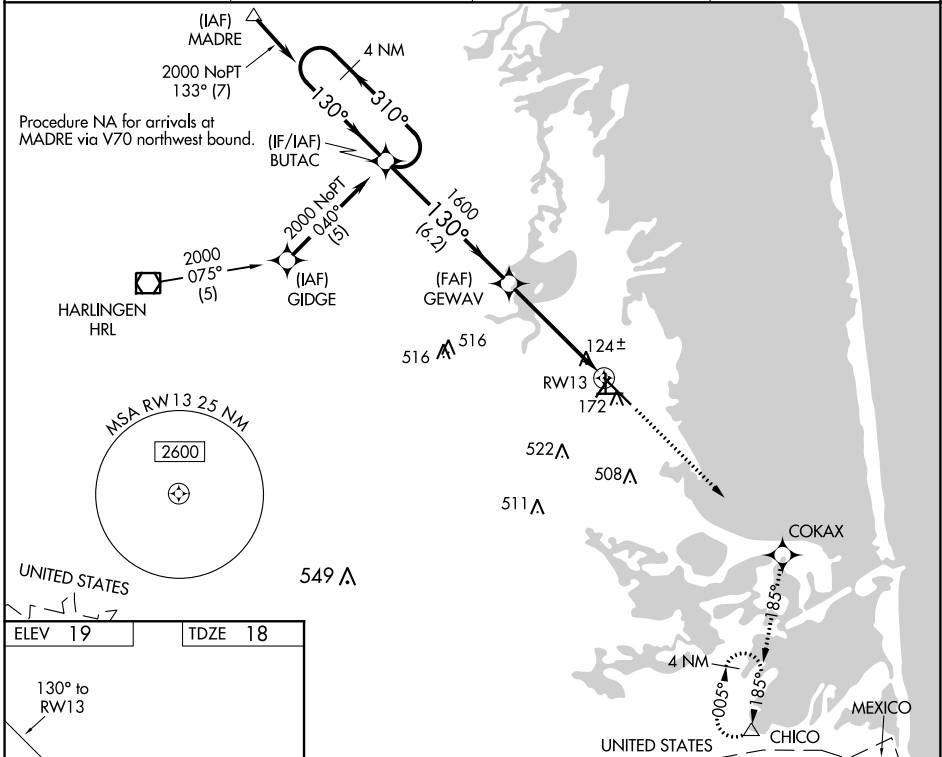 (IAF)
MADRE
4 NM
2000 NoPT
133° (7)
130°
310°
Procedure NA for arrivals at
MADRE via V70 northwest bound.
(IF/IAF)
BUTAC
2000 NoPT
040°
(5)
1600
130°
(6.2)
2000
075°
(5)
(IAF)
GIDGE
HARLINGEN
HRL
(FAF)
GEWAV
516
516
124±
RW13
172
MSA RW13 25 NM
2600
522
508
511
COKAX
549
UNITED STATES
185°
ELEV 19
TDZE 18
130° to
RW13
4 NM
005°
185°
CHICO
MEXICO
UNITED STATES